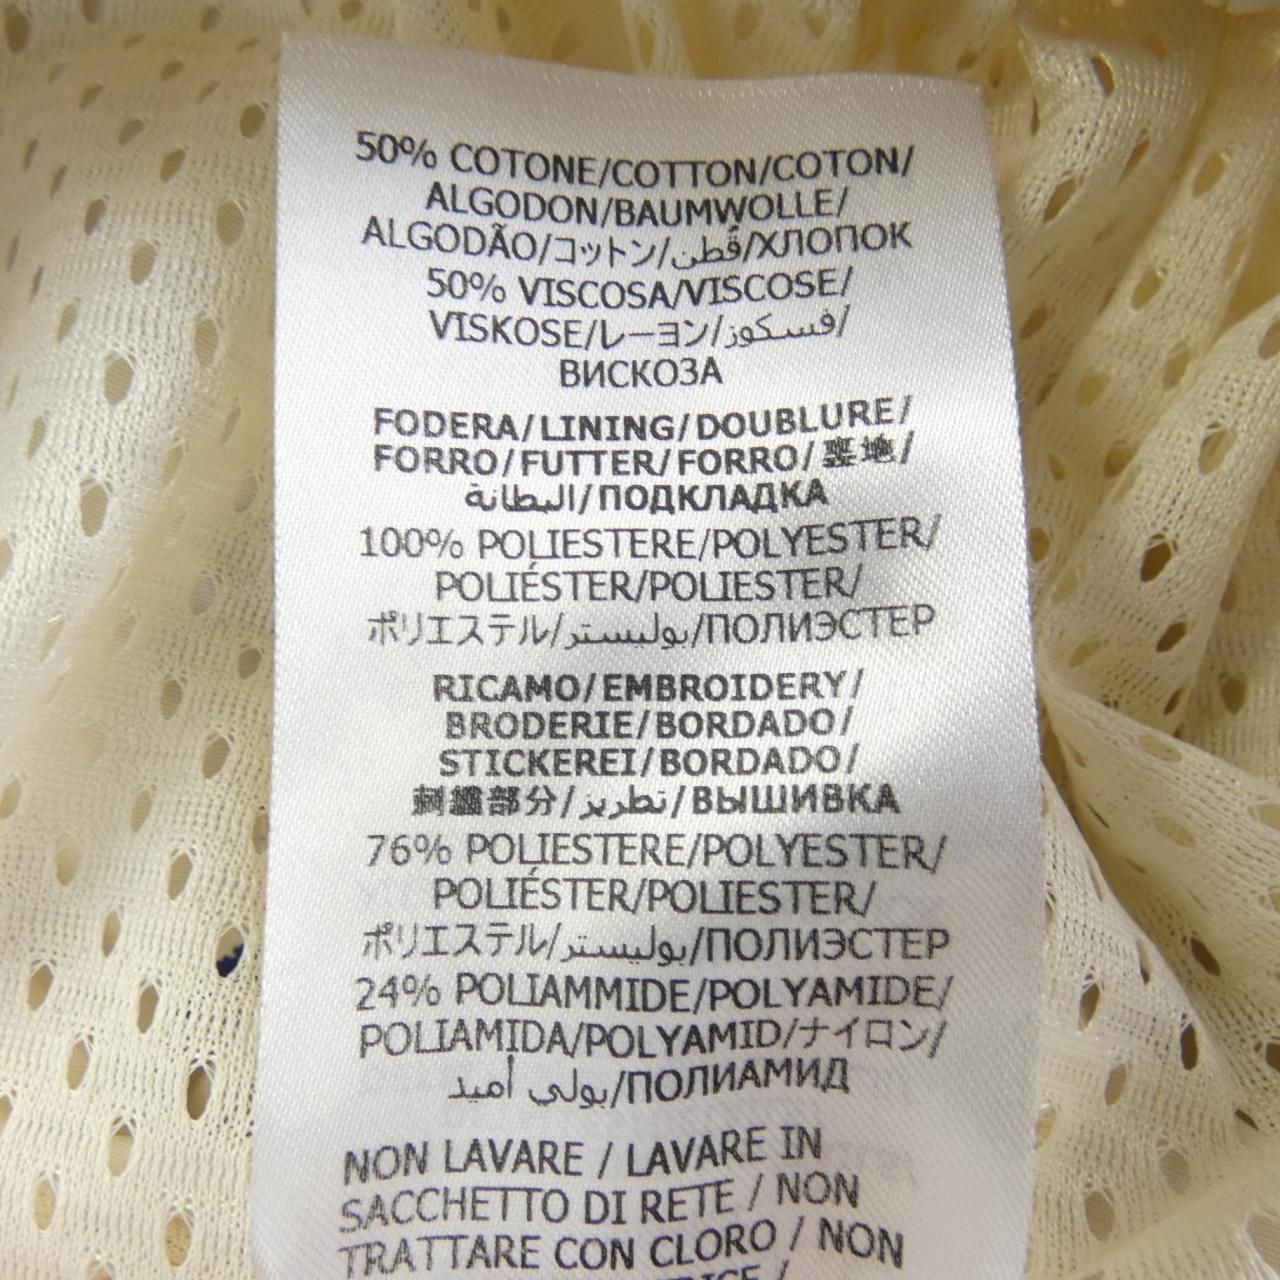 50% COTONE/COTTON/COTON/
ALGODON/BAUMWOLLE/
ALGODÃO/コットン/قُطن/ХЛОПОК
50% VISCOSA/VISCOSE/
VISKOSE/レーヨン/فسكوز/
ВИСКОЗА
FODERA/LINING/DOUBLURE/
FORRO/FUTTER/FORRO/裏地/
البطانة/ПОДКЛАДКА
100% POLIESTERE/POLYESTER/
POLIÉSTER/POLIESTER/
ポリエステル/بوليستر/ПОЛИЭСТЕР
RICAMO/EMBROIDERY/
BRODERIE/BORDADO/
STICKEREI/BORDADO/
刺繍部分/تطريز/ВЫШИВКА
76% POLIESTERE/POLYESTER/
POLIÉSTER/POLIESTER/
ポリエステル/بوليستر/ПОЛИЭСТЕР
24% POLIAMMIDE/POLYAMIDE/
POLIAMIDA/POLYAMID/ナイロン/
بولي أميد/ПОЛИАМИД
NON LAVARE / LAVARE IN
SACCHETTO DI RETE / NON
TRATTARE CON CLORO / NON